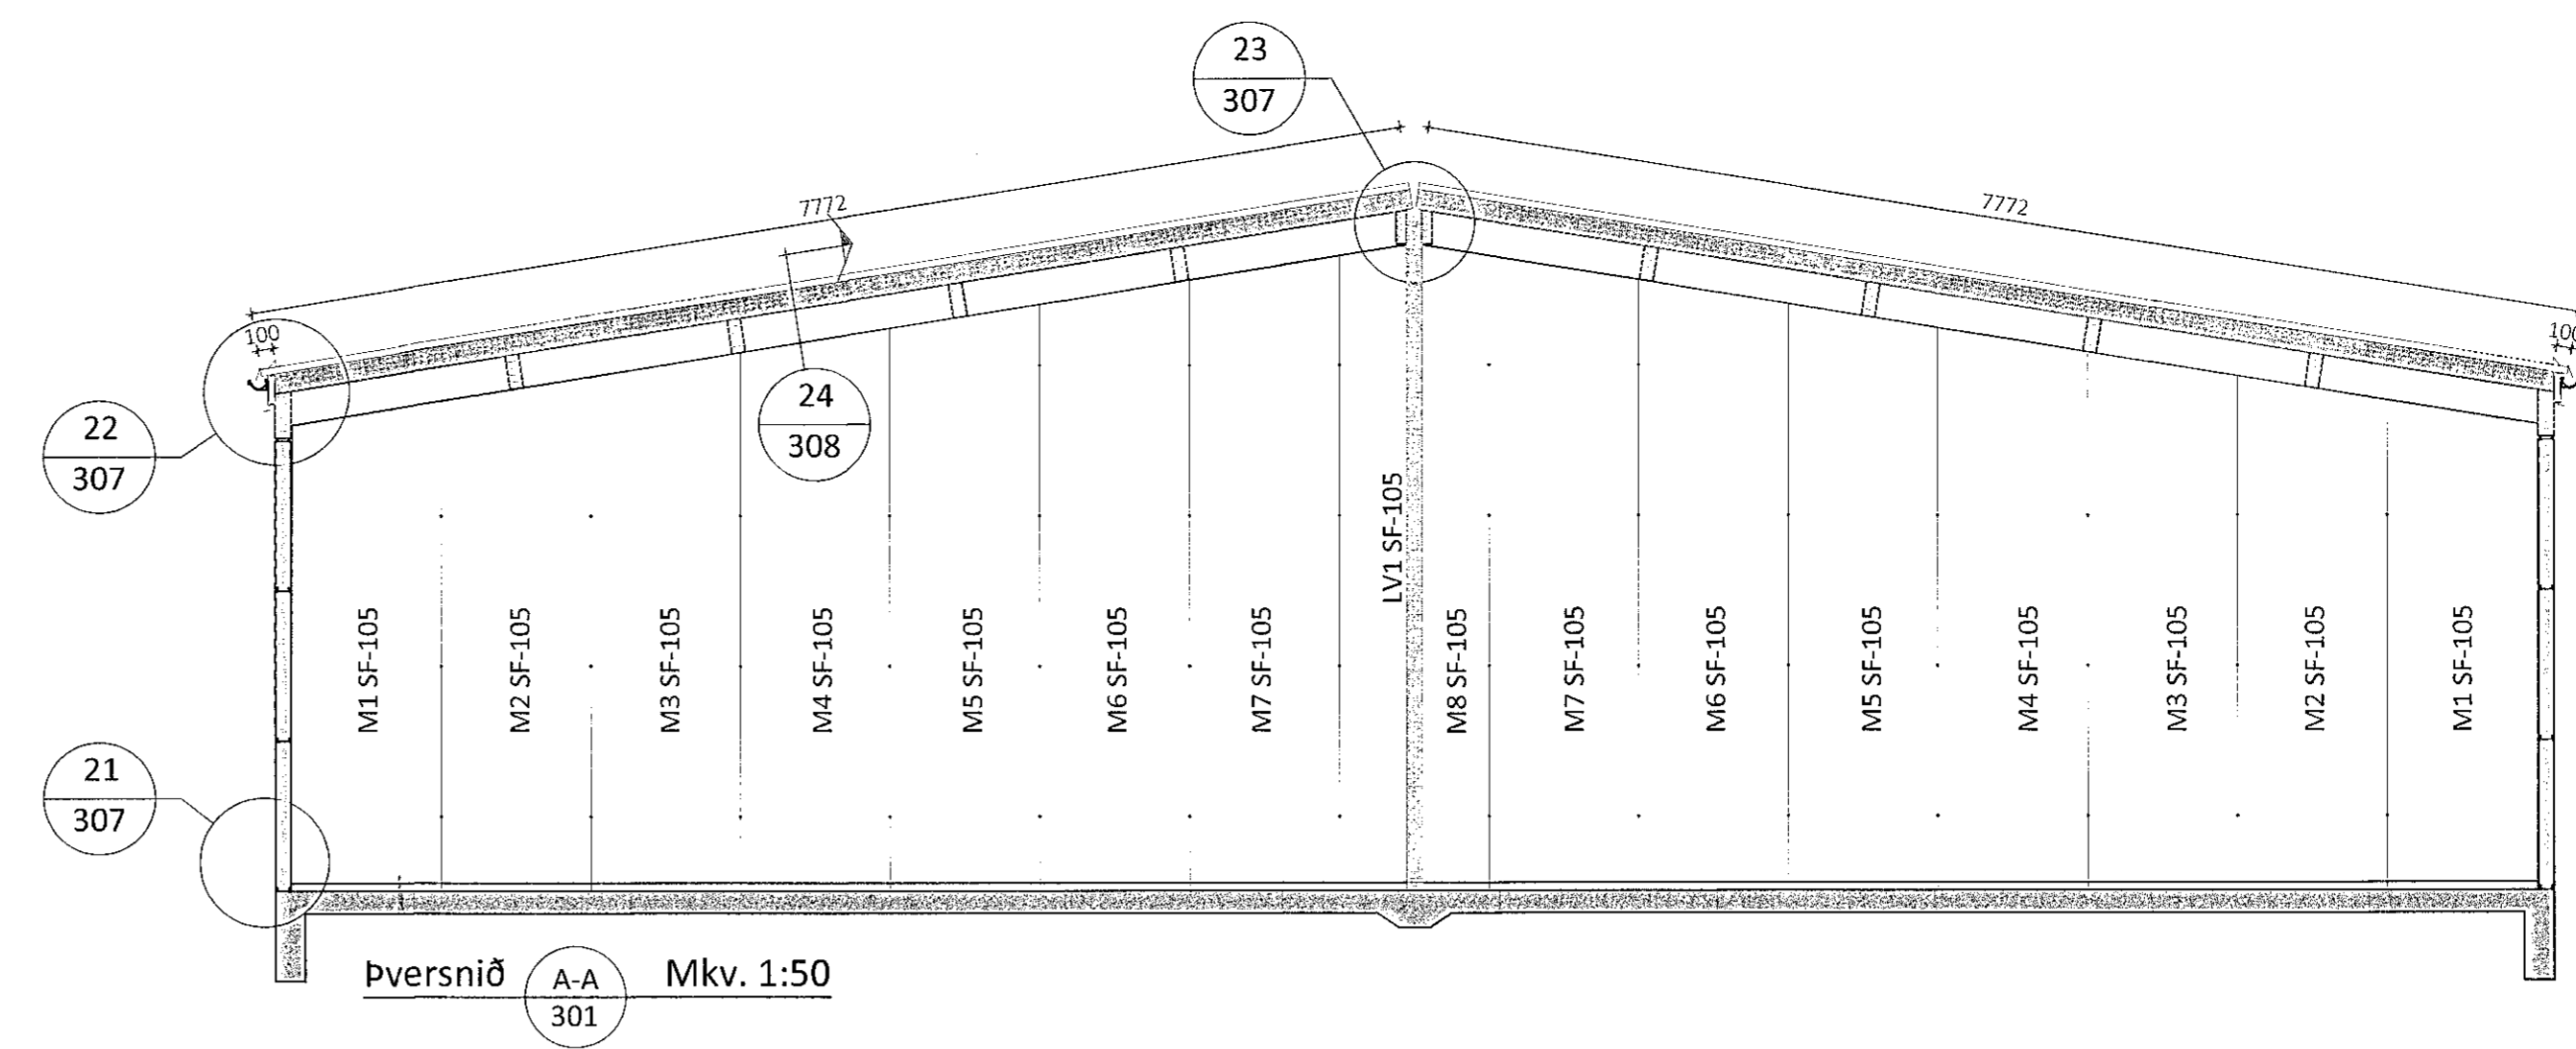 23
307
7772
7772
100
100
24
308
22
307
21
307
M1 SF-105
M2 SF-105
M3 SF-105
M4 SF-105
M5 SF-105
M6 SF-105
M7 SF-105
LV1 SF-105
M8 SF-105
M7 SF-105
M6 SF-105
M5 SF-105
M4 SF-105
M3 SF-105
M2 SF-105
M1 SF-105
Þversnið A-A Mkv. 1:50
301